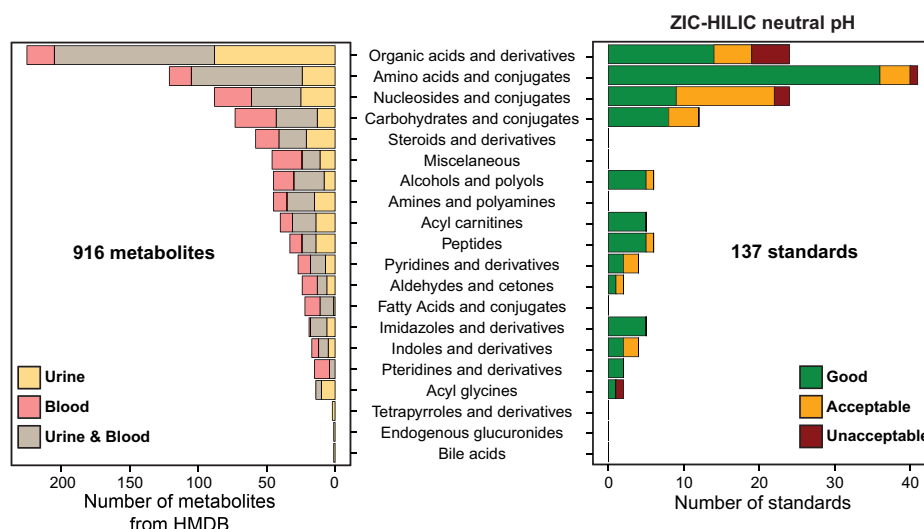 ZIC-HILIC neutral pH
Organic acids and derivatives
Amino acids and conjugates
Nucleosides and conjugates
Carbohydrates and conjugates
Steroids and derivatives
Miscelaneous
Alcohols and polyols
Amines and polyamines
Acyl carnitines
Peptides
Pyridines and derivatives
Aldehydes and cetones
Fatty Acids and conjugates
Imidazoles and derivatives
Indoles and derivatives
Pteridines and derivatives
Acyl glycines
Tetrapyrroles and derivatives
Endogenous glucuronides
Bile acids
916 metabolites
Urine
Blood
Urine & Blood
200 150 100 50 0
Number of metabolites
from HMDB
137 standards
Good
Acceptable
Unacceptable
0 10 20 30 40
Number of standards